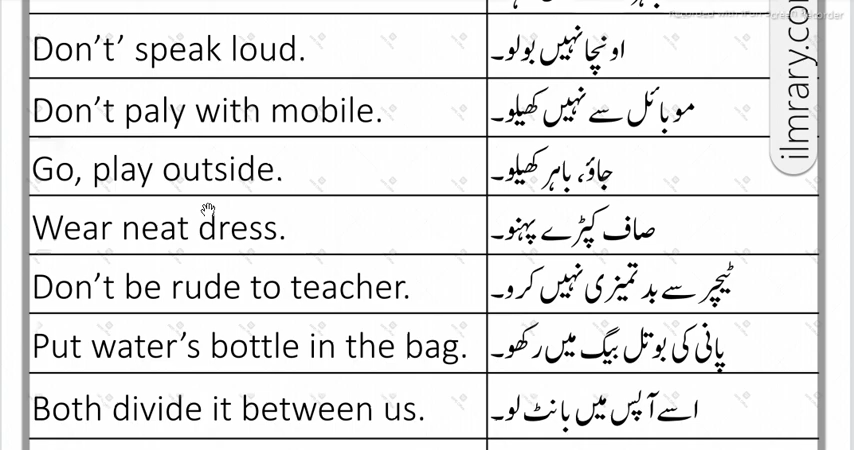 Don't' speak loud. اونچا نہیں بولو۔
Don't paly with mobile. موبائل سے نہیں کھیلو۔
Go, play outside. جاؤ، باہر کھیلو۔
Wear neat dress. صاف کپڑے پہنو۔
Don't be rude to teacher. ٹیچر سے بدتمیزی نہیں کرو۔
Put water's bottle in the bag. پانی کی بوتل بیگ میں رکھو۔
Both divide it between us. اسے آپس میں بانٹ لو۔
ilmrary.co